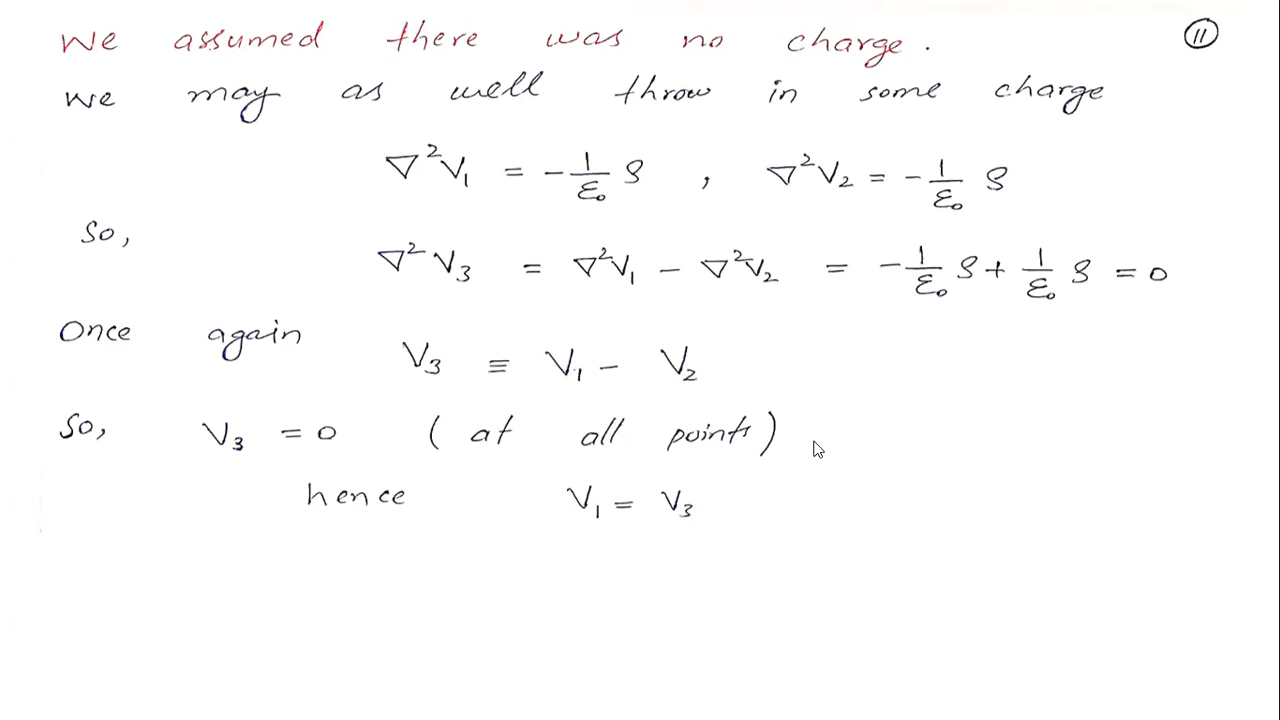 We assumed there was no charge. 11
We may as well throw in some charge
∇²V₁ = -1/ε₀ ρ , ∇²V₂ = -1/ε₀ ρ
So,
∇²V₃ = ∇²V₁ - ∇²V₂ = -1/ε₀ ρ + 1/ε₀ ρ = 0
Once again
V₃ ≡ V₁ - V₂
So, V₃ = 0 (at all points)
hence V₁ = V₃